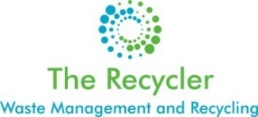 The Recycler
Waste Management and Recycling